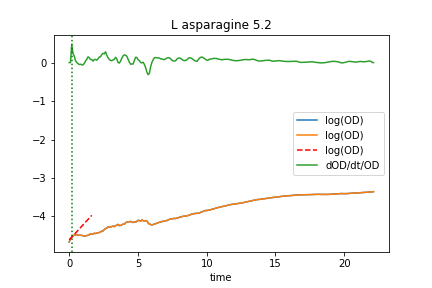 L asparagine 5.2
0
−1
−2
−3
−4
log(OD)
log(OD)
log(OD)
dOD/dt/OD
0 5 10 15 20
time